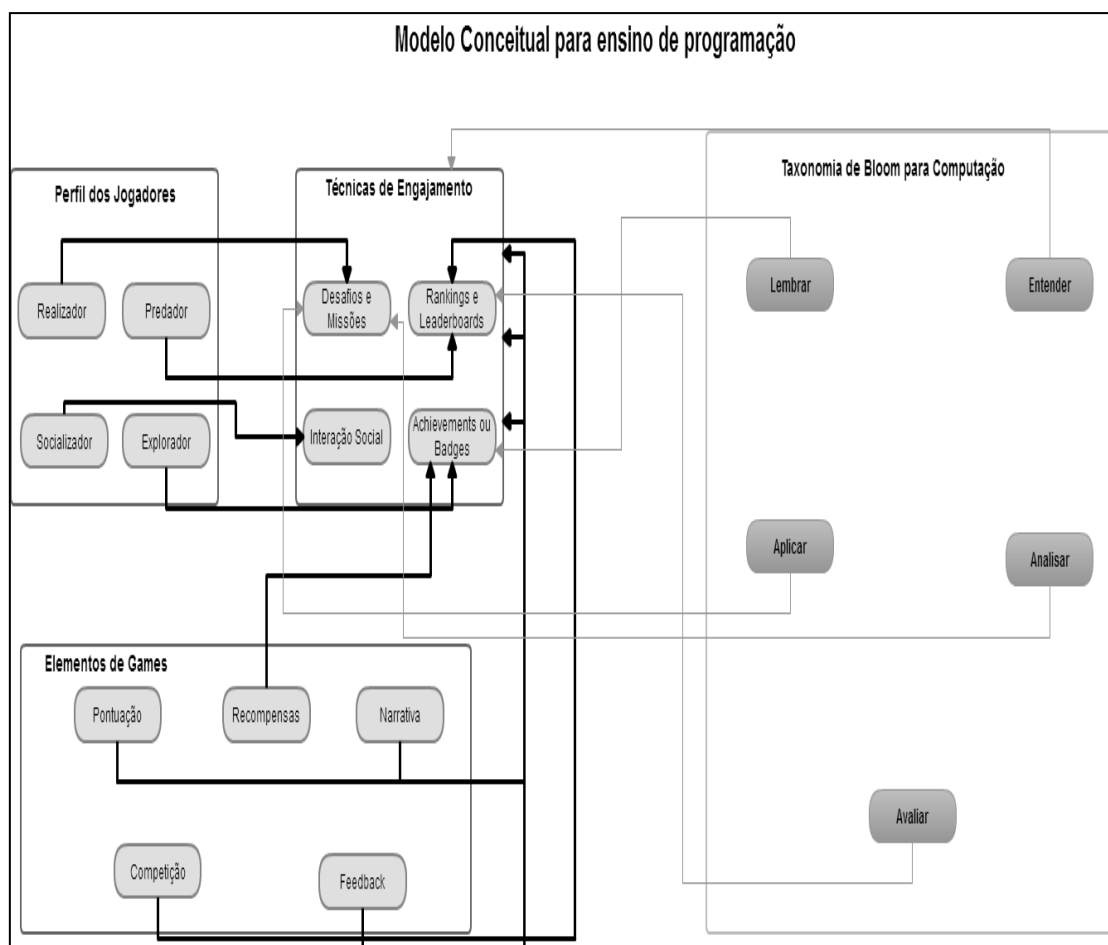 Modelo Conceitual para ensino de programação
Perfil dos Jogadores
Realizador
Predador
Socializador
Explorador
Técnicas de Engajamento
Desafios e
Missões
Rankings e
Leaderboards
Interação Social
Achievements ou
Badges
Taxonomia de Bloom para Computação
Lembrar
Entender
Aplicar
Analisar
Avaliar
Elementos de Games
Pontuação
Recompensas
Narrativa
Competição
Feedback